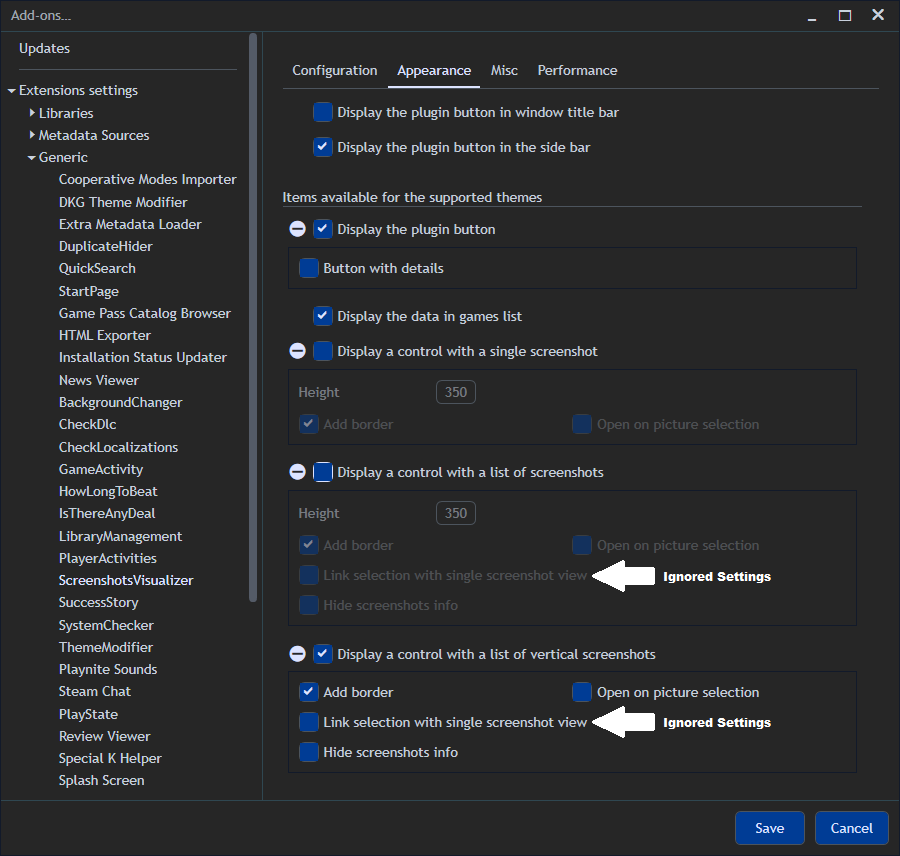 Add-ons...
Updates
Extensions settings
Libraries
Metadata Sources
Generic
Cooperative Modes Importer
DKG Theme Modifier
Extra Metadata Loader
DuplicateHider
QuickSearch
StartPage
Game Pass Catalog Browser
HTML Exporter
Installation Status Updater
News Viewer
BackgroundChanger
CheckDlc
CheckLocalizations
GameActivity
HowLongToBeat
IsThereAnyDeal
LibraryManagement
PlayerActivities
ScreenshotsVisualizer
SuccessStory
SystemChecker
ThemeModifier
Playnite Sounds
Steam Chat
PlayState
Review Viewer
Special K Helper
Splash Screen
Configuration Appearance Misc Performance
Display the plugin button in window title bar
Display the plugin button in the side bar
Items available for the supported themes
Display the plugin button
Button with details
Display the data in games list
Display a control with a single screenshot
Height 350
Add border Open on picture selection
Display a control with a list of screenshots
Height 350
Add border Open on picture selection
Link selection with single screenshot view Ignored Settings
Hide screenshots info
Display a control with a list of vertical screenshots
Add border Open on picture selection
Link selection with single screenshot view Ignored Settings
Hide screenshots info
Save Cancel